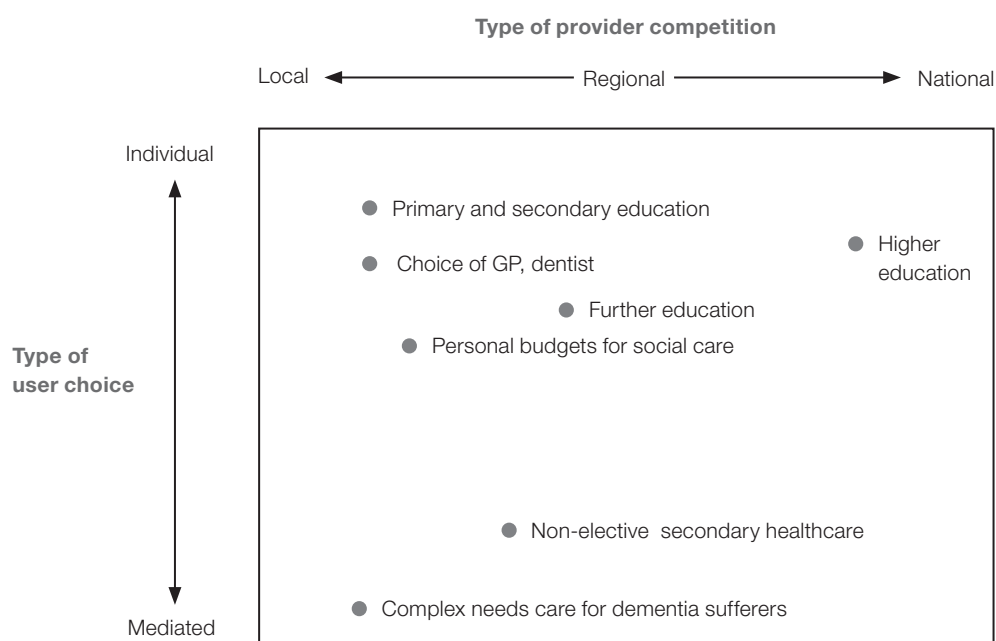 Type of provider competition
Local
Regional
National
Individual
Primary and secondary education
Higher
education
Choice of GP, dentist
Further education
Personal budgets for social care
Type of
user choice
Non-elective secondary healthcare
Complex needs care for dementia sufferers
Mediated